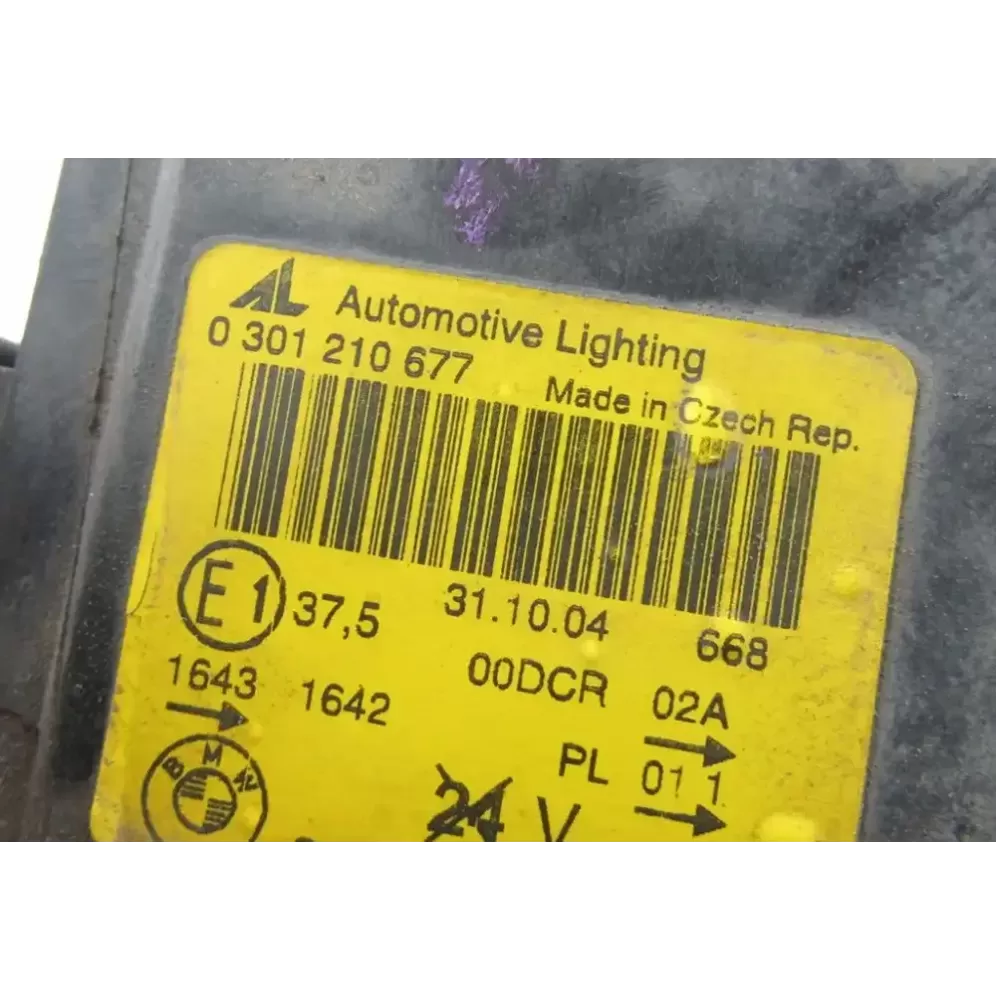 AL Automotive Lighting
0 301 210 677
Made in Czech Rep.
E1 37,5 31.10.04 668
1643 1642 00DCR 02A
PL 01 1
BMW
24 V